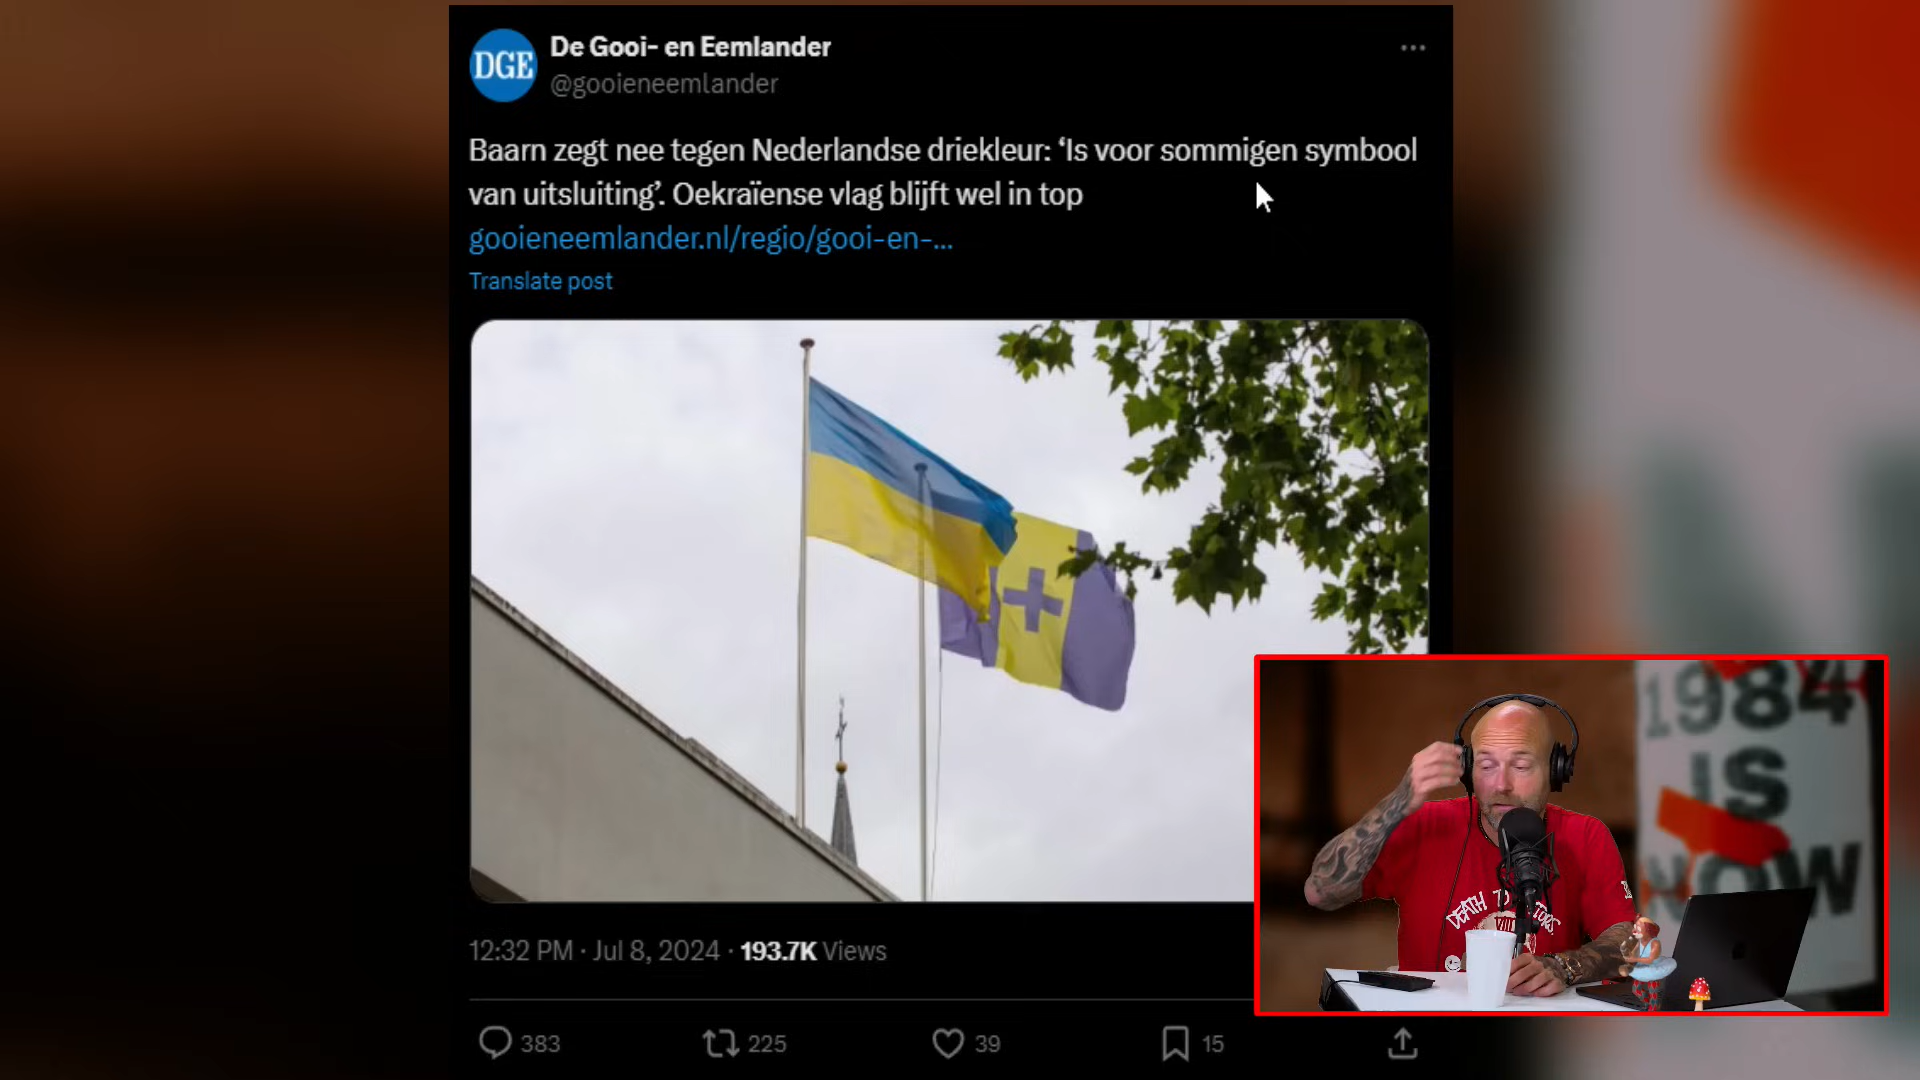 De Gooi- en Eemlander
DGE
@gooieneemlander
Baarn zegt nee tegen Nederlandse driekleur: ‘Is voor sommigen symbool
van uitsluiting’. Oekraïense vlag blijft wel in top
gooieneemlander.nl/regio/gooi-en-...
Translate post
1984
IS
NOW
DEATH
12:32 PM · Jul 8, 2024 · 193.7K Views
383
225
39
15